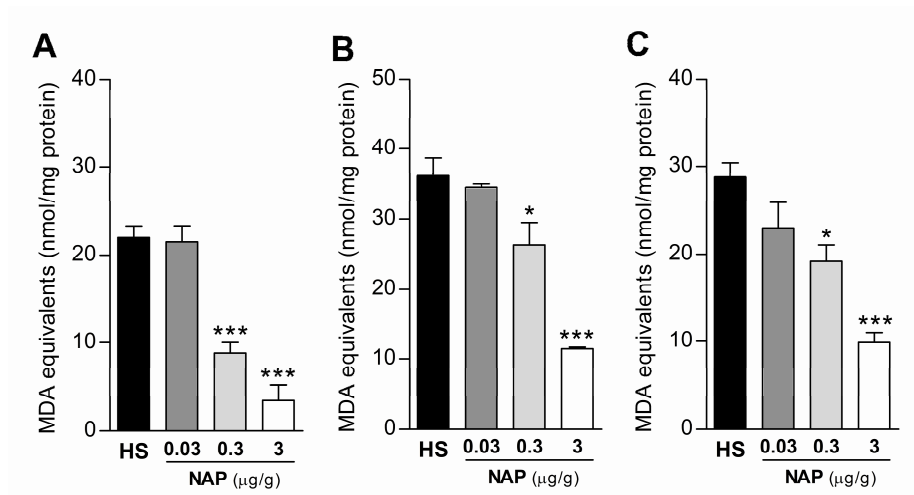 A
MDA equivalents (nmol/mg protein)
40
30
20
10
0
***
***
HS
0.03 0.3 3
NAP (µg/g)
B
MDA equivalents (nmol/mg protein)
50
40
30
20
10
0
*
***
HS
0.03 0.3 3
NAP (µg/g)
C
MDA equivalents (nmol/mg protein)
40
30
20
10
0
*
***
HS
0.03 0.3 3
NAP (µg/g)